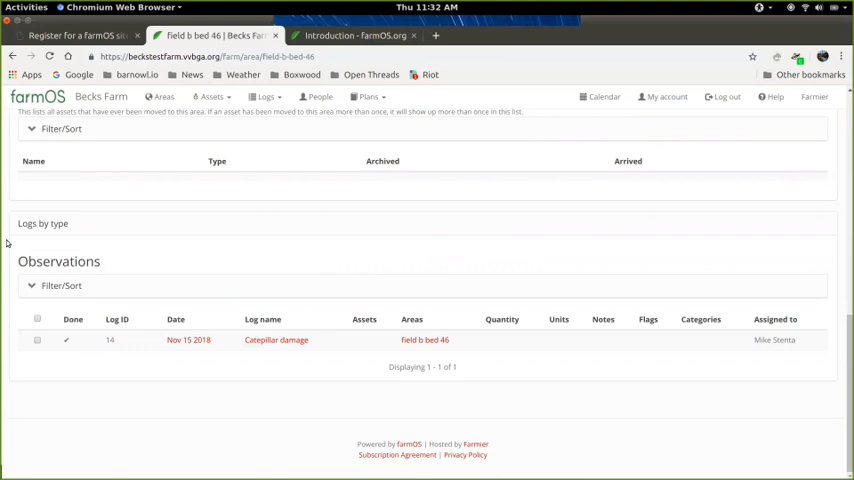 Activities Chromium Web Browser Thu 11:32 AM
Register for a farmOS sit × field b bed 46 | Becks Farm × Introduction - farmOS.org × +
https://beckstestfarm.vvbga.org/farm/area/field-b-bed-46
Apps Google barnowl.io News Weather Boxwood Open Threads Riot Other bookmarks
farmOS Becks Farm Areas Assets Logs People Plans Calendar My account Log out Help Farmier
This lists all assets that have ever been moved to this area. If an asset has been moved to this area more than once, it will show up more than once in this list.
Filter/Sort
Name Type Archived Arrived
Logs by type
Observations
Filter/Sort
Done Log ID Date Log name Assets Areas Quantity Units Notes Flags Categories Assigned to
✔ 14 Nov 15 2018 Catepillar damage field b bed 46 Mike Stenta
Displaying 1 - 1 of 1
Powered by farmOS | Hosted by Farmier
Subscription Agreement | Privacy Policy